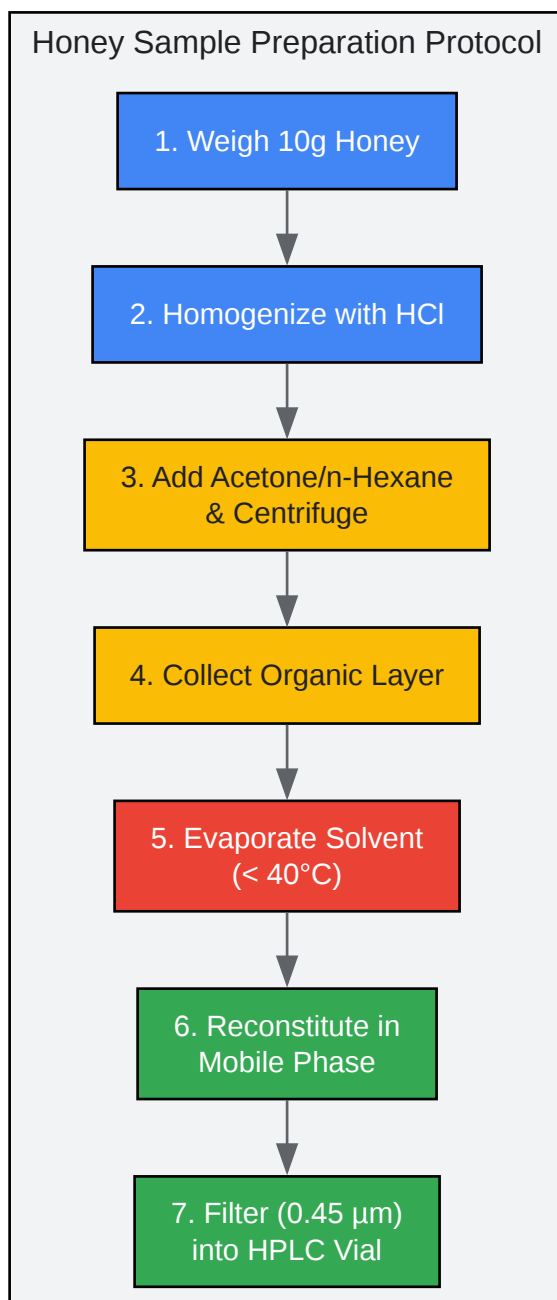 Honey Sample Preparation Protocol
1. Weigh 10g Honey
2. Homogenize with HCl
3. Add Acetone/n-Hexane
& Centrifuge
4. Collect Organic Layer
5. Evaporate Solvent
(< 40°C)
6. Reconstitute in
Mobile Phase
7. Filter (0.45 µm)
into HPLC Vial